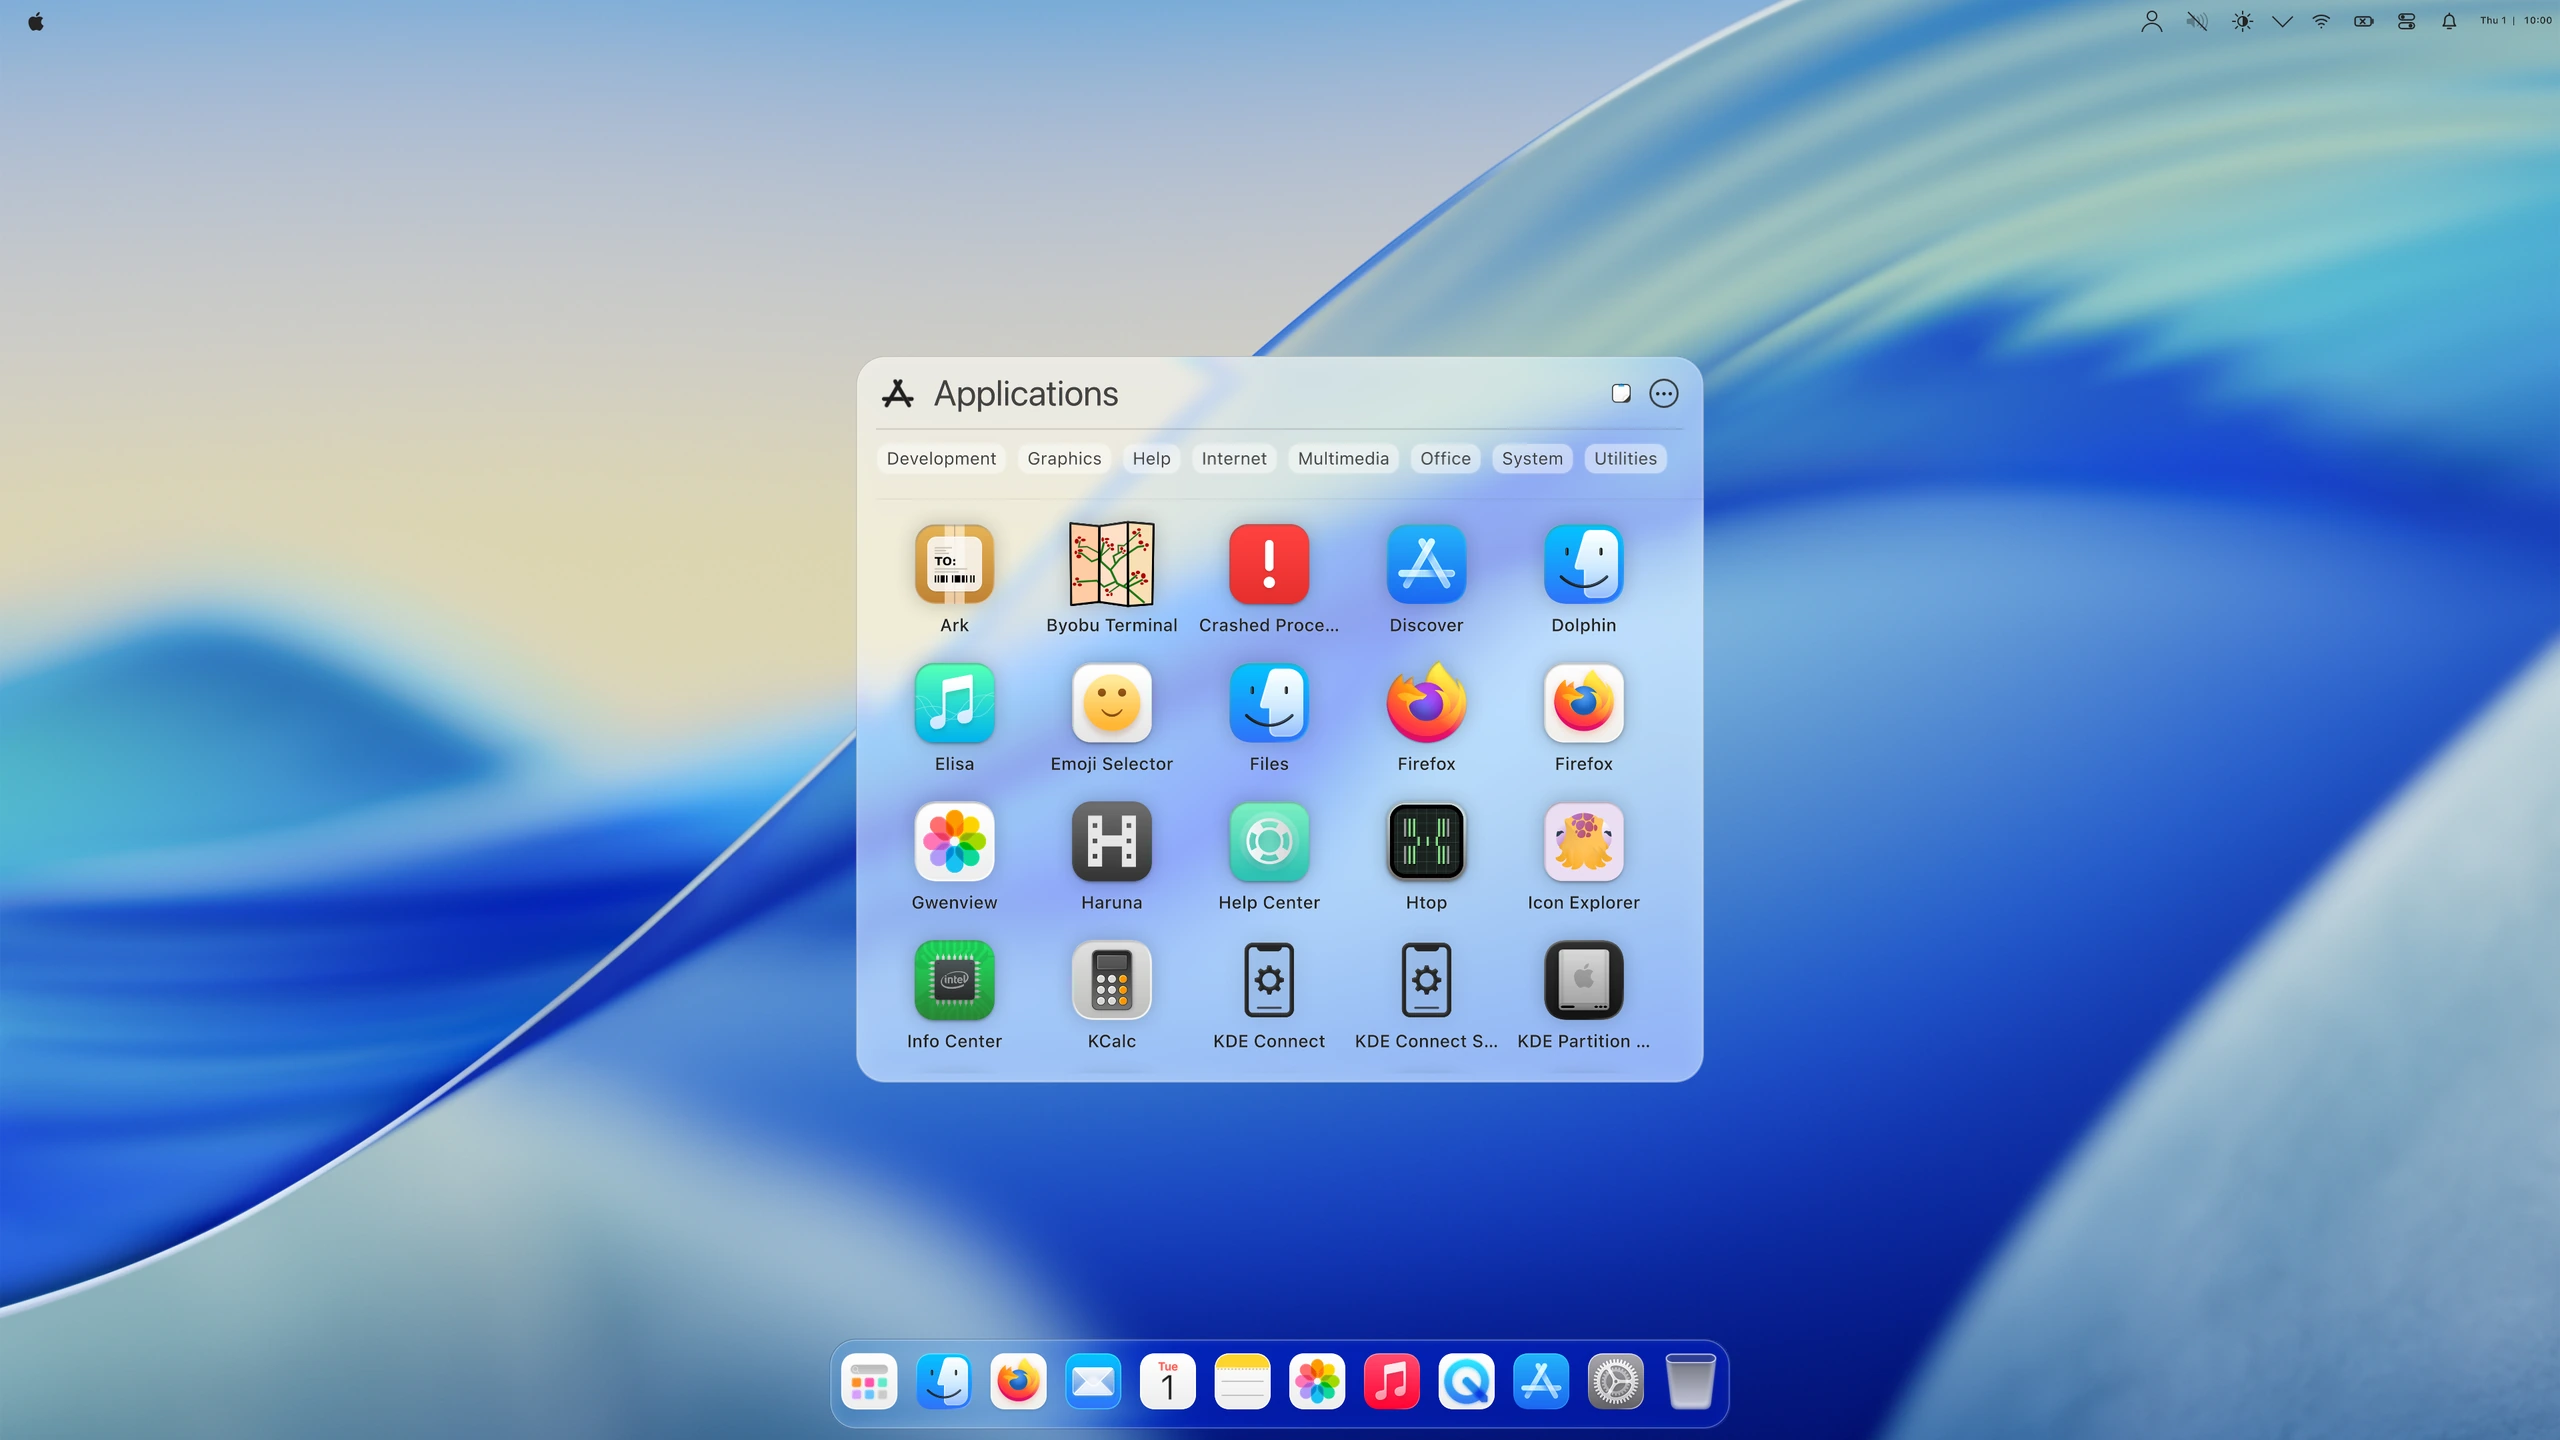 Thu 1 | 10:00
Applications
Development Graphics Help Internet Multimedia Office System Utilities
TO:
Ark Byobu Terminal Crashed Proce... Discover Dolphin
Elisa Emoji Selector Files Firefox Firefox
Gwenview Haruna Help Center Htop Icon Explorer
intel
Info Center KCalc KDE Connect KDE Connect S... KDE Partition ...
Tue
1